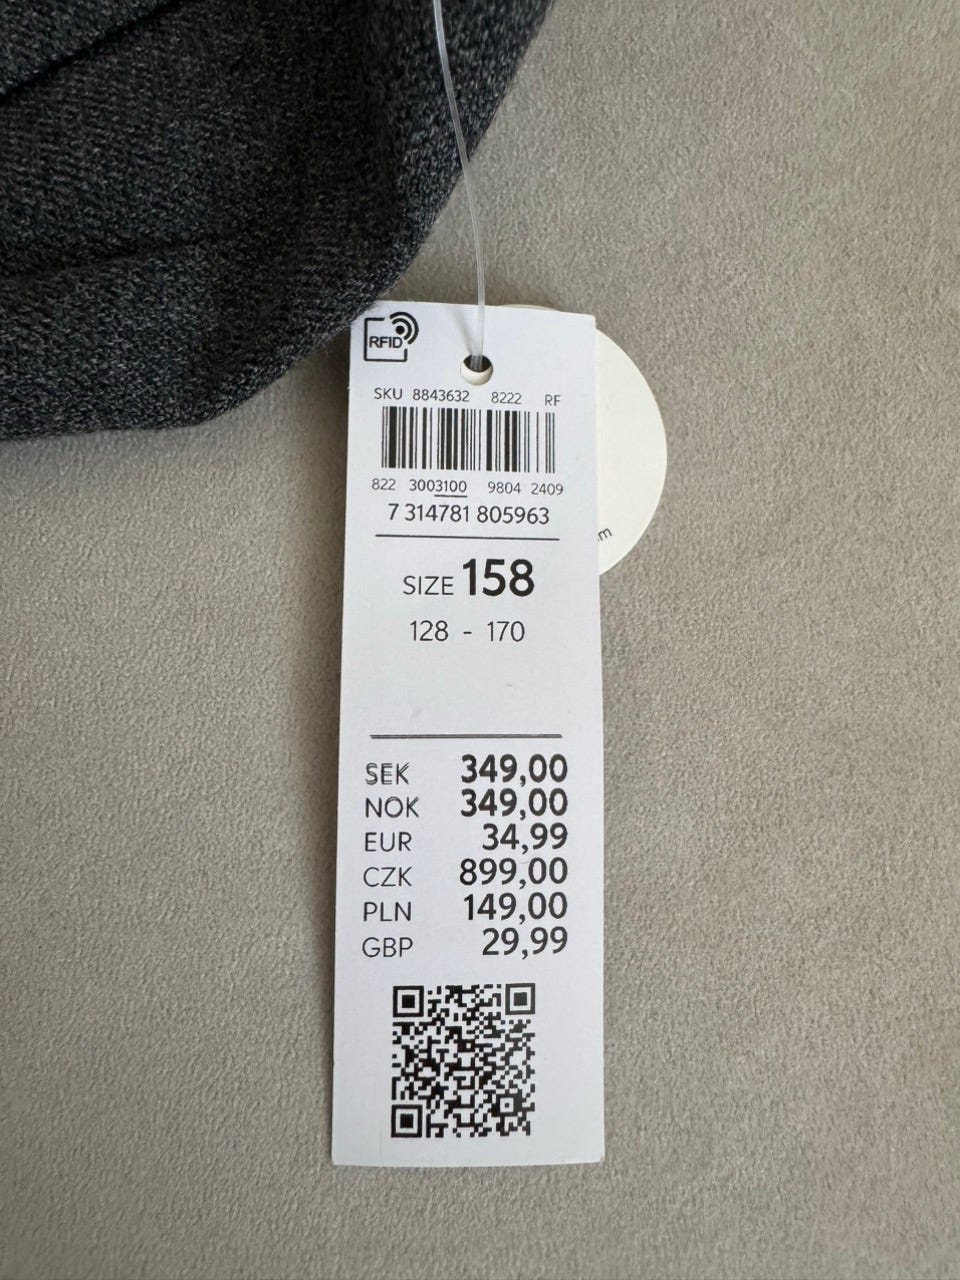 RFID
SKU 8843632 8222 RF
822 3003100 9804 2409
7 314781 805963
SIZE 158
128 - 170
SEK 349,00
NOK 349,00
EUR 34,99
CZK 899,00
PLN 149,00
GBP 29,99